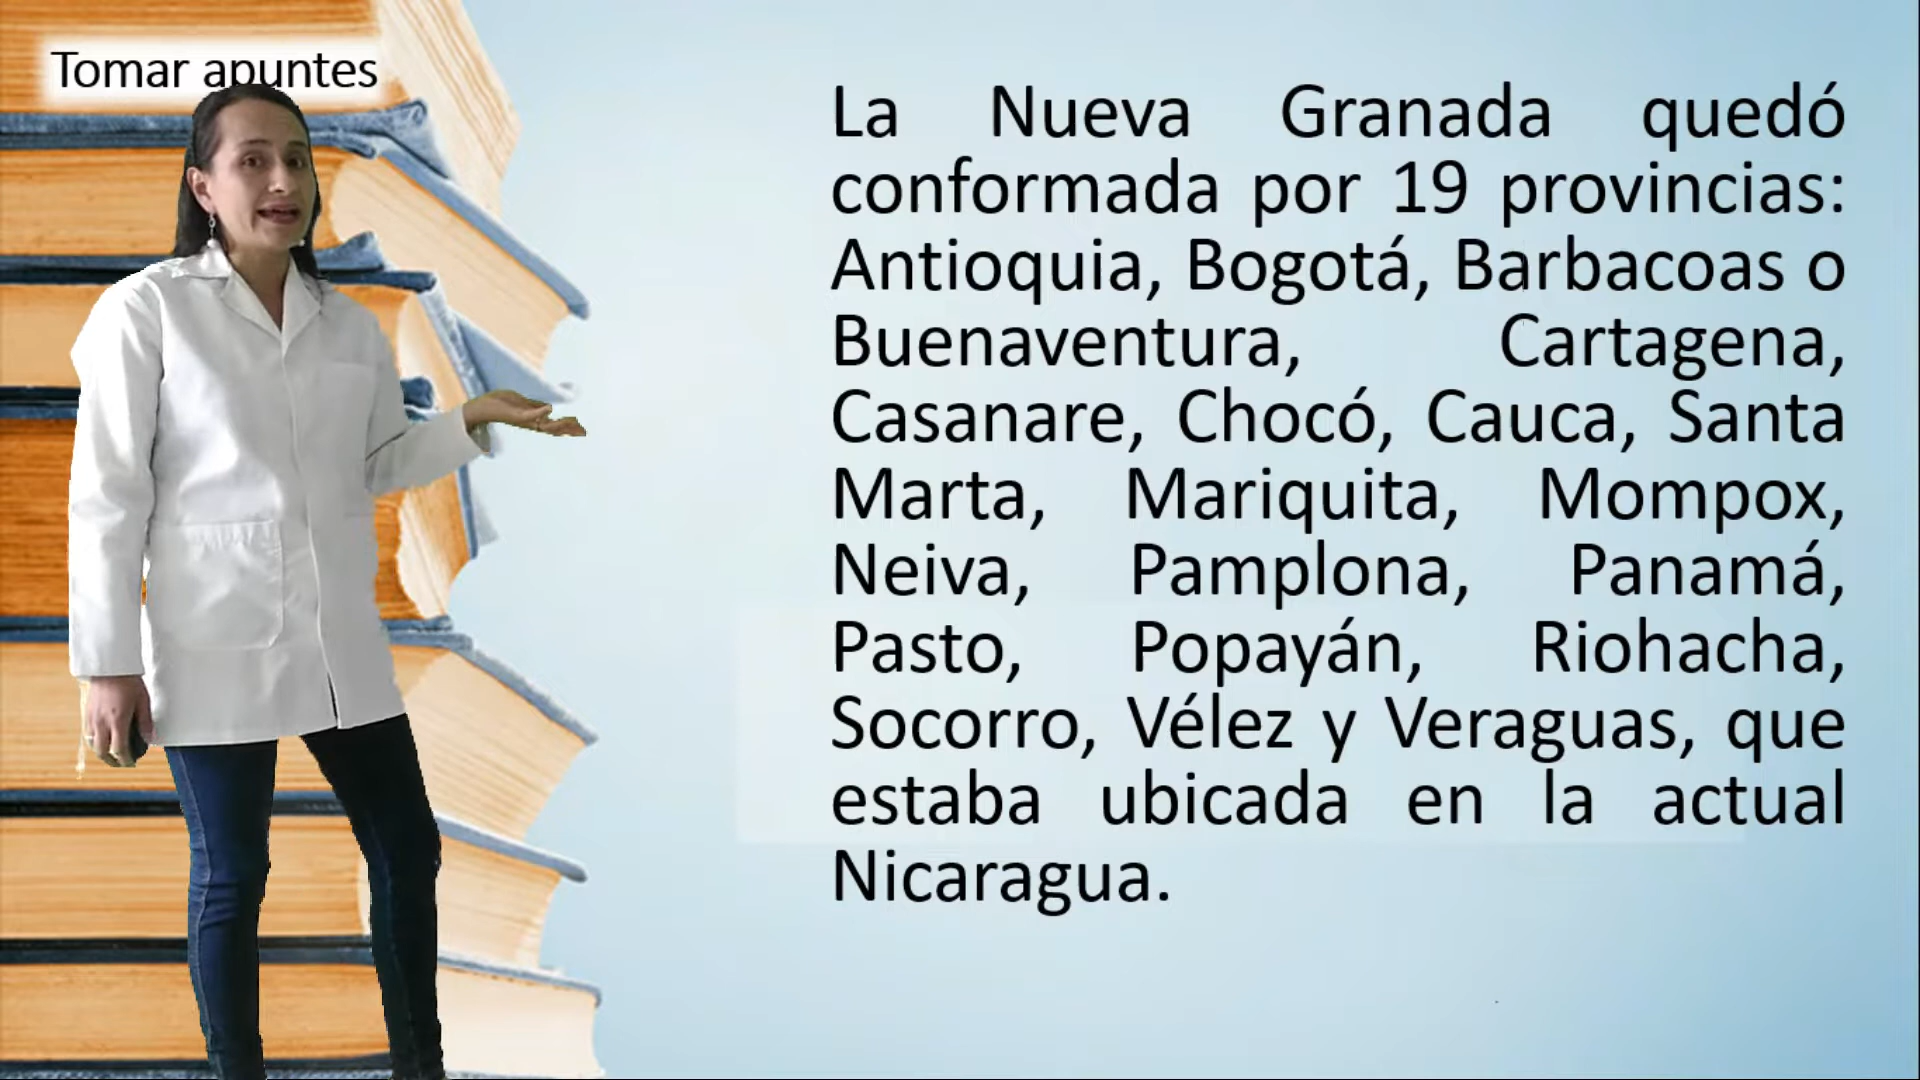 Tomar apuntes
La Nueva Granada quedó
conformada por 19 provincias:
Antioquia, Bogotá, Barbacoas o
Buenaventura, Cartagena,
Casanare, Chocó, Cauca, Santa
Marta, Mariquita, Mompox,
Neiva, Pamplona, Panamá,
Pasto, Popayán, Riohacha,
Socorro, Vélez y Veraguas, que
estaba ubicada en la actual
Nicaragua.